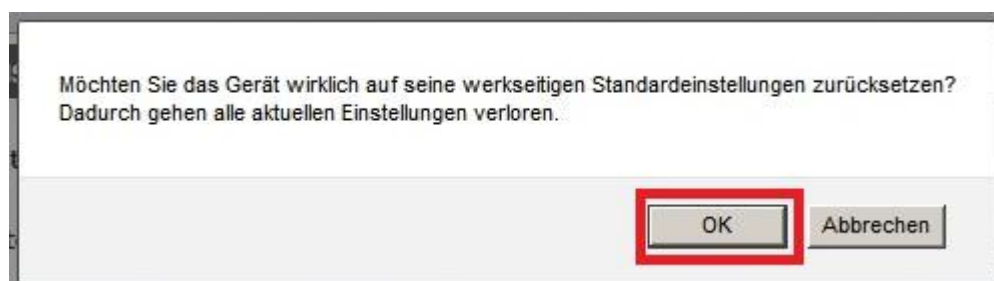 Möchten Sie das Gerät wirklich auf seine werkseitigen Standardeinstellungen zurücksetzen?
Dadurch gehen alle aktuellen Einstellungen verloren.
OK
Abbrechen